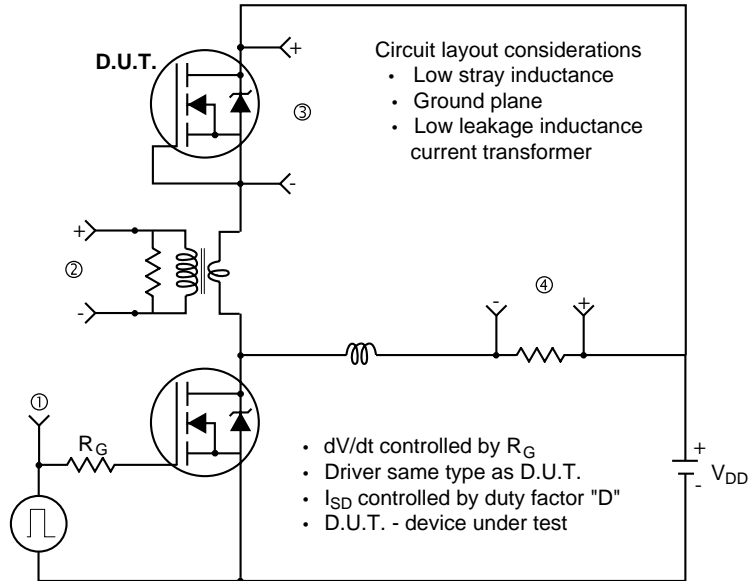 D.U.T.
+
-
③
Circuit layout considerations
• Low stray inductance
• Ground plane
• Low leakage inductance
current transformer
+
②
-
-
④
+
①
R_G
• dV/dt controlled by R_G
• Driver same type as D.U.T.
• I_SD controlled by duty factor "D"
• D.U.T. - device under test
+
V_DD
-